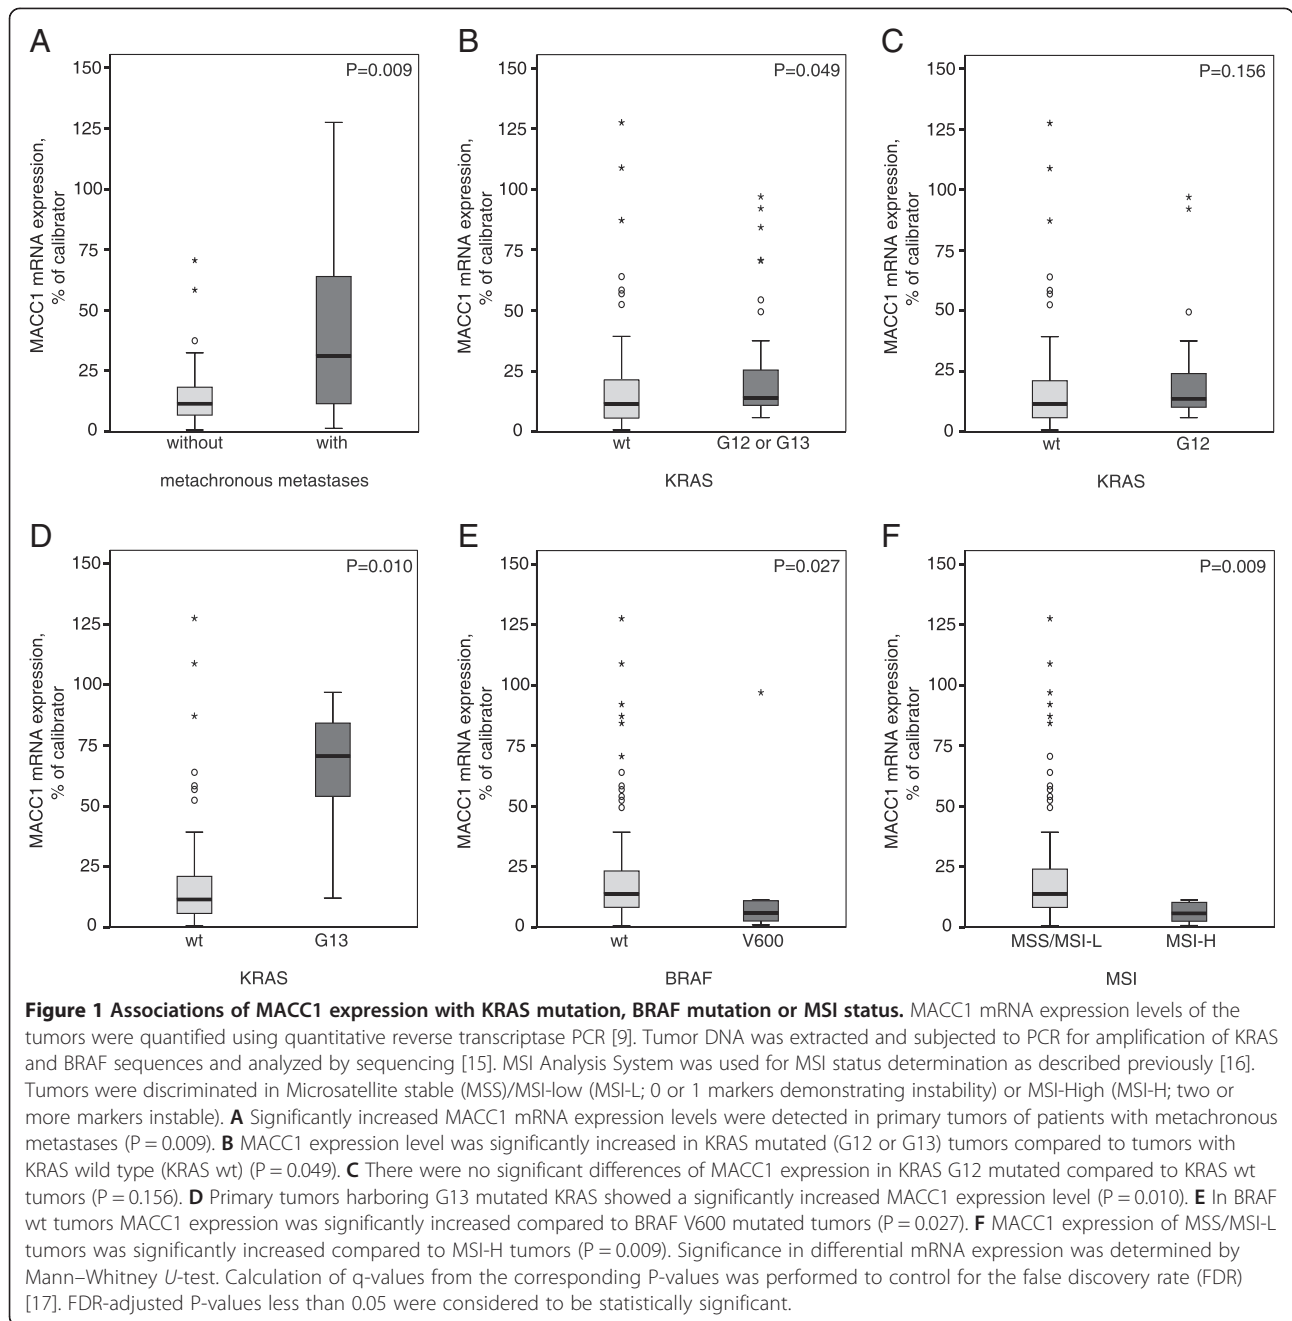 A
MACC1 mRNA expression,
% of calibrator
150
125
100
75
50
25
0
P=0.009
without with
metachronous metastases
B
MACC1 mRNA expression,
% of calibrator
150
125
100
75
50
25
0
P=0.049
wt G12 or G13
KRAS
C
MACC1 mRNA expression,
% of calibrator
150
125
100
75
50
25
0
P=0.156
wt G12
KRAS
D
MACC1 mRNA expression,
% of calibrator
150
125
100
75
50
25
0
P=0.010
wt G13
KRAS
E
MACC1 mRNA expression,
% of calibrator
150
125
100
75
50
25
0
P=0.027
wt V600
BRAF
F
MACC1 mRNA expression,
% of calibrator
150
125
100
75
50
25
0
P=0.009
MSS/MSI-L MSI-H
MSI
Figure 1 Associations of MACC1 expression with KRAS mutation, BRAF mutation or MSI status. MACC1 mRNA expression levels of the
tumors were quantified using quantitative reverse transcriptase PCR [9]. Tumor DNA was extracted and subjected to PCR for amplification of KRAS
and BRAF sequences and analyzed by sequencing [15]. MSI Analysis System was used for MSI status determination as described previously [16].
Tumors were discriminated in Microsatellite stable (MSS)/MSI-low (MSI-L; 0 or 1 markers demonstrating instability) or MSI-High (MSI-H; two or
more markers instable). A Significantly increased MACC1 mRNA expression levels were detected in primary tumors of patients with metachronous
metastases (P = 0.009). B MACC1 expression level was significantly increased in KRAS mutated (G12 or G13) tumors compared to tumors with
KRAS wild type (KRAS wt) (P = 0.049). C There were no significant differences of MACC1 expression in KRAS G12 mutated compared to KRAS wt
tumors (P = 0.156). D Primary tumors harboring G13 mutated KRAS showed a significantly increased MACC1 expression level (P = 0.010). E In BRAF
wt tumors MACC1 expression was significantly increased compared to BRAF V600 mutated tumors (P = 0.027). F MACC1 expression of MSS/MSI-L
tumors was significantly increased compared to MSI-H tumors (P = 0.009). Significance in differential mRNA expression was determined by
Mann–Whitney U-test. Calculation of q-values from the corresponding P-values was performed to control for the false discovery rate (FDR)
[17]. FDR-adjusted P-values less than 0.05 were considered to be statistically significant.